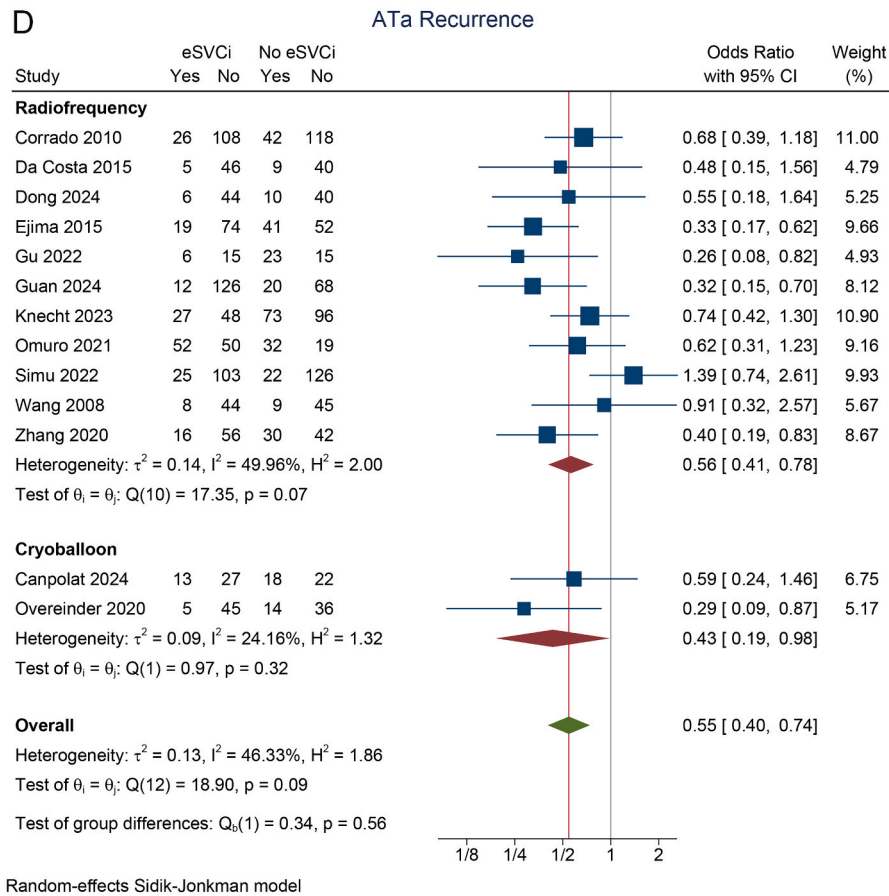 D
ATa Recurrence
eSVCi No eSVCi Odds Ratio Weight
Study Yes No Yes No with 95% CI (%)
Radiofrequency
Corrado 2010 26 108 42 118 0.68 [ 0.39, 1.18] 11.00
Da Costa 2015 5 46 9 40 0.48 [ 0.15, 1.56] 4.79
Dong 2024 6 44 10 40 0.55 [ 0.18, 1.64] 5.25
Ejima 2015 19 74 41 52 0.33 [ 0.17, 0.62] 9.66
Gu 2022 6 15 23 15 0.26 [ 0.08, 0.82] 4.93
Guan 2024 12 126 20 68 0.32 [ 0.15, 0.70] 8.12
Knecht 2023 27 48 73 96 0.74 [ 0.42, 1.30] 10.90
Omuro 2021 52 50 32 19 0.62 [ 0.31, 1.23] 9.16
Simu 2022 25 103 22 126 1.39 [ 0.74, 2.61] 9.93
Wang 2008 8 44 9 45 0.91 [ 0.32, 2.57] 5.67
Zhang 2020 16 56 30 42 0.40 [ 0.19, 0.83] 8.67
Heterogeneity: τ² = 0.14, I² = 49.96%, H² = 2.00 0.56 [ 0.41, 0.78]
Test of θᵢ = θⱼ: Q(10) = 17.35, p = 0.07
Cryoballoon
Canpolat 2024 13 27 18 22 0.59 [ 0.24, 1.46] 6.75
Overeinder 2020 5 45 14 36 0.29 [ 0.09, 0.87] 5.17
Heterogeneity: τ² = 0.09, I² = 24.16%, H² = 1.32 0.43 [ 0.19, 0.98]
Test of θᵢ = θⱼ: Q(1) = 0.97, p = 0.32
Overall 0.55 [ 0.40, 0.74]
Heterogeneity: τ² = 0.13, I² = 46.33%, H² = 1.86
Test of θᵢ = θⱼ: Q(12) = 18.90, p = 0.09
Test of group differences: Q_b(1) = 0.34, p = 0.56
1/8 1/4 1/2 1 2
Random-effects Sidik-Jonkman model